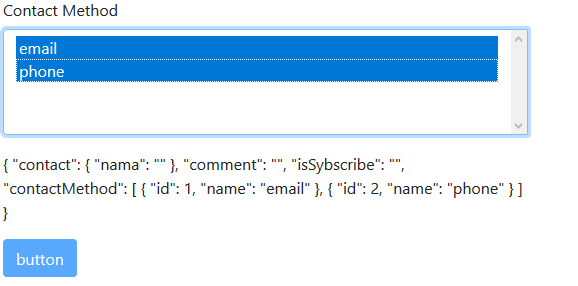 Contact Method
email
phone
{ "contact": { "nama": "" }, "comment": "", "isSybscribe": "",
"contactMethod": [ { "id": 1, "name": "email" }, { "id": 2, "name": "phone" } ]
}
button